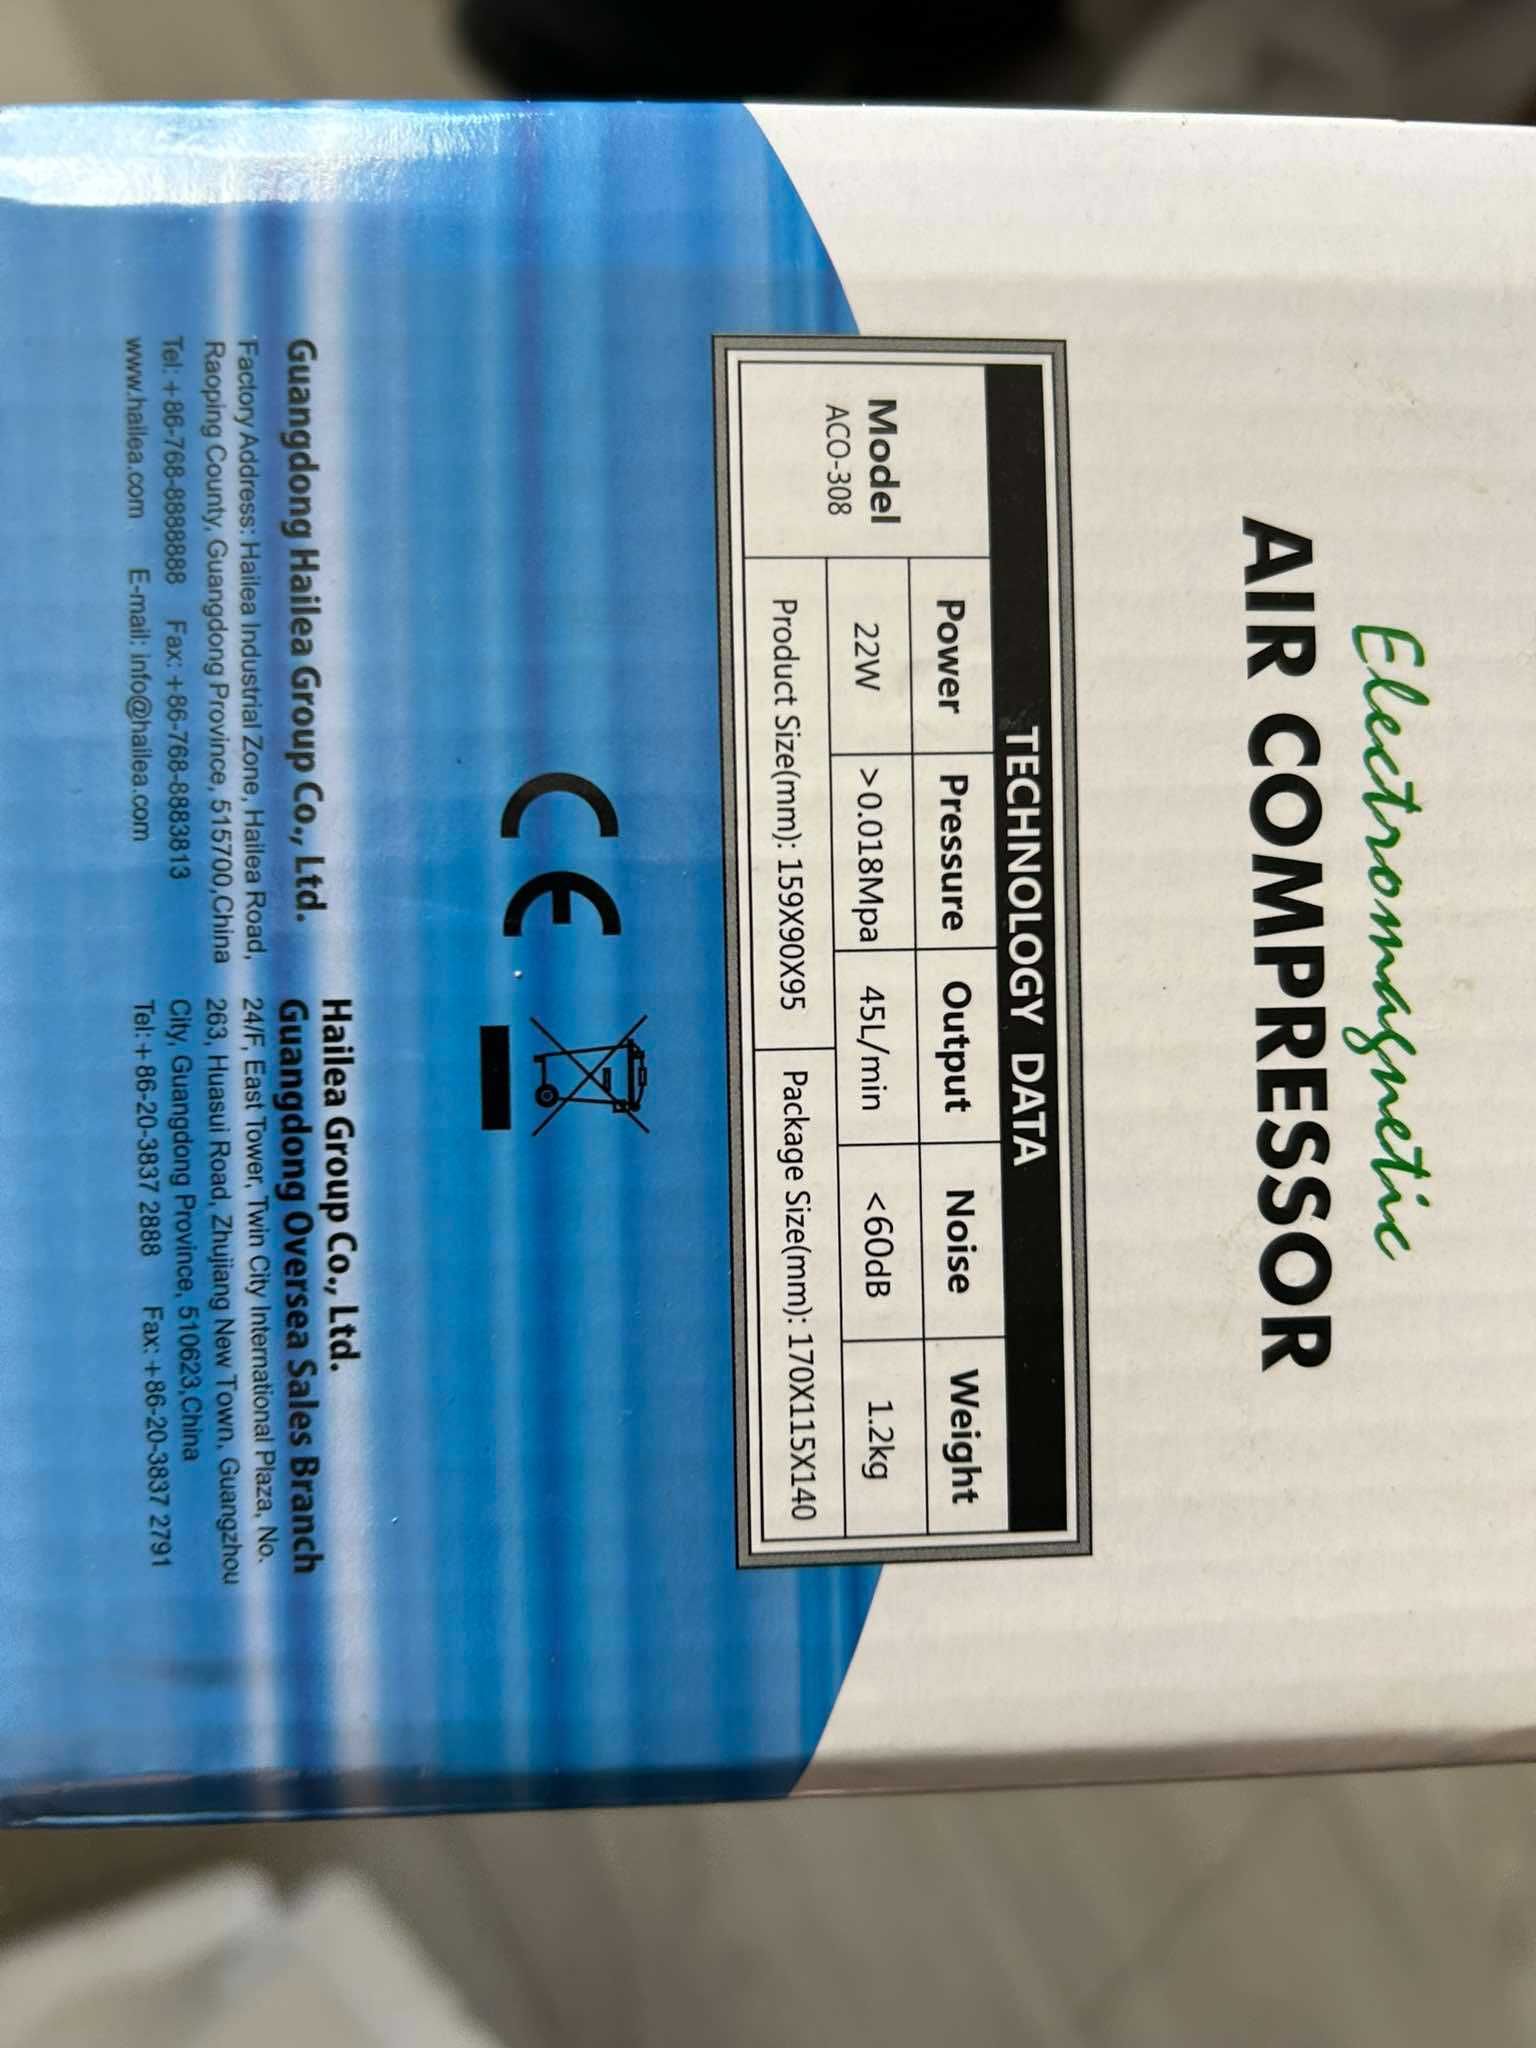 Electromagnetic
AIR COMPRESSOR
TECHNOLOGY DATA
Model
ACO-308
Power Pressure Output Noise Weight
22W >0.018Mpa 45L/min <60dB 1.2kg
Product Size(mm): 159X90X95 Package Size(mm): 170X115X140
CE
Guangdong Hailea Group Co., Ltd.
Factory Address: Hailea Industrial Zone, Hailea Road,
Raoping County, Guangdong Province, 515700,China
Tel: +86-768-8888888 Fax: +86-768-8883813
www.hailea.com E-mail: info@hailea.com
Hailea Group Co., Ltd.
Guangdong Oversea Sales Branch
24/F, East Tower, Twin City International Plaza, No.
263, Huasui Road, Zhujiang New Town, Guangzhou
City, Guangdong Province, 510623,China
Tel: +86-20-3837 2888 Fax: +86-20-3837 2791